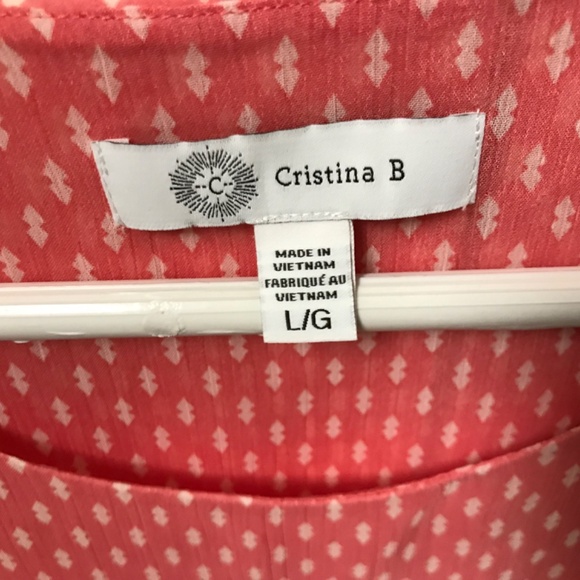 C
Cristina B
MADE IN
VIETNAM
FABRIQUÉ AU
VIETNAM
L/G